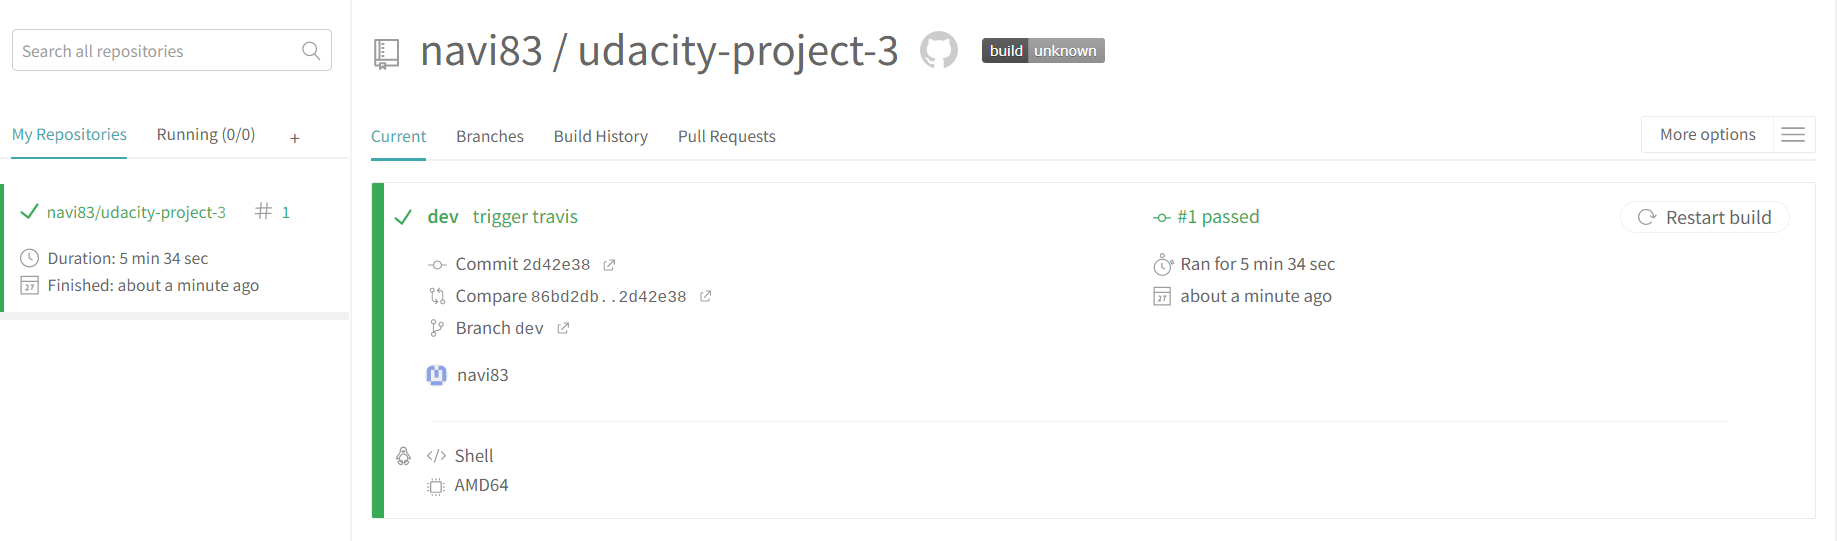 Search all repositories
My Repositories
Running (0/0)
+
navi83/udacity-project-3
# 1
Duration: 5 min 34 sec
27
Finished: about a minute ago
navi83 / udacity-project-3
build unknown
Current
Branches
Build History
Pull Requests
More options
dev trigger travis
#1 passed
Restart build
Commit 2d42e38
Ran for 5 min 34 sec
Compare 86bd2db..2d42e38
27
about a minute ago
Branch dev
navi83
</> Shell
AMD64